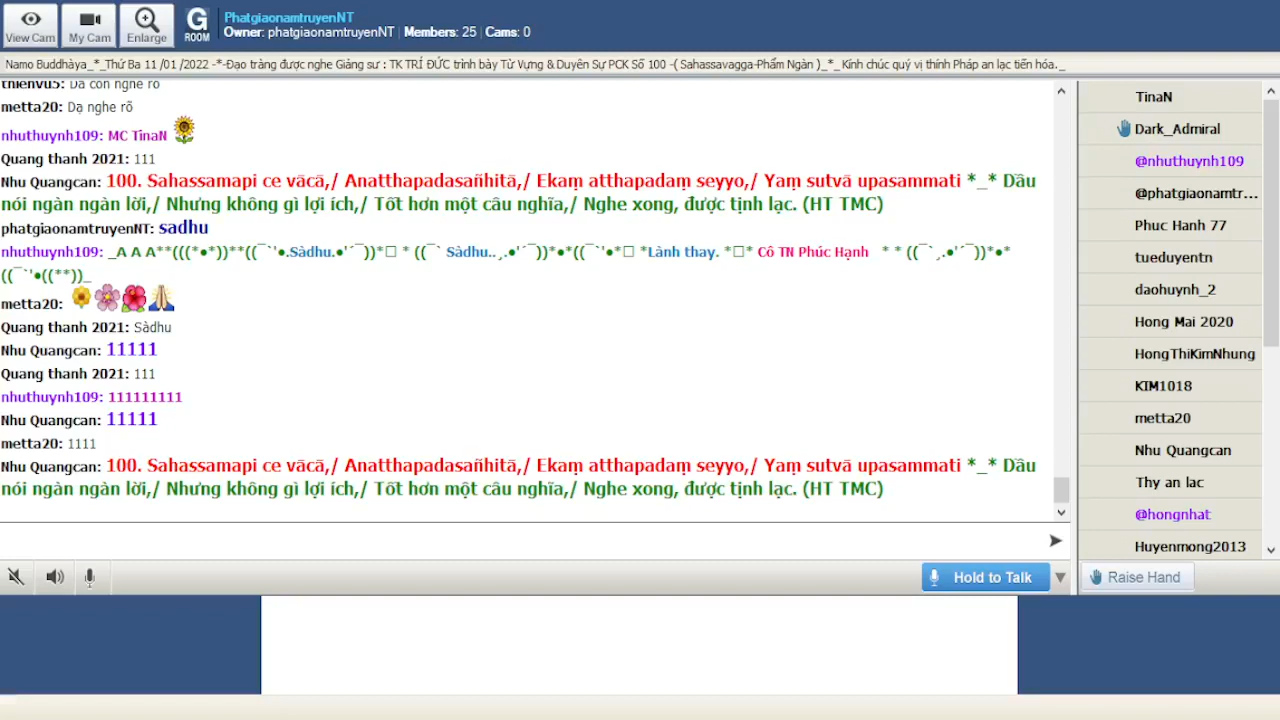 View Cam
My Cam
Enlarge
G
ROOM
PhatgiaonamtruyenNT
Owner: phatgiaonamtruyenNT | Members: 25 | Cams: 0
Namo Buddhàya_*_Thứ Ba 11 /01 /2022 -*-Đạo tràng được nghe Giảng sư : TK TRÍ ĐỨC trình bày Từ Vựng & Duyên Sự PCK Số 100 -( Sahassavagga-Phẩm Ngàn )_*_ Kính chúc quý vị thính Pháp an lạc tiến hóa._
thienvu5: Dạ con nghe rõ
metta20: Dạ nghe rõ
nhuthuynh109: MC TinaN
Quang thanh 2021: 111
Nhu Quangcan: 100. Sahassamapi ce vācā,/ Anatthapadasañhitā,/ Ekaṃ atthapadaṃ seyyo,/ Yaṃ sutvā upasammati *_* Dầu
nói ngàn ngàn lời,/ Nhưng không gì lợi ích,/ Tốt hơn một câu nghĩa,/ Nghe xong, được tịnh lạc. (HT TMC)
phatgiaonamtruyenNT: sadhu
nhuthuynh109: _A A A**(((*•*))**((¯`'•.Sàdhu.•'´¯))*□ * ((¯` Sàdhu..¸.•'´¯))*•*((¯`'•*□ *Lành thay. *□* Cô TN Phúc Hạnh * * ((¯`¸.•'´¯))*•*
((¯`'•((**))_
metta20:
Quang thanh 2021: Sàdhu
Nhu Quangcan: 11111
Quang thanh 2021: 111
nhuthuynh109: 111111111
Nhu Quangcan: 11111
metta20: 1111
Nhu Quangcan: 100. Sahassamapi ce vācā,/ Anatthapadasañhitā,/ Ekaṃ atthapadaṃ seyyo,/ Yaṃ sutvā upasammati *_* Dầu
nói ngàn ngàn lời,/ Nhưng không gì lợi ích,/ Tốt hơn một câu nghĩa,/ Nghe xong, được tịnh lạc. (HT TMC)
Hold to Talk
TinaN
Dark_Admiral
@nhuthuynh109
@phatgiaonamtr...
Phuc Hanh 77
tueduyentn
daohuynh_2
Hong Mai 2020
HongThiKimNhung
KIM1018
metta20
Nhu Quangcan
Thy an lac
@hongnhat
Huyenmong2013
Raise Hand